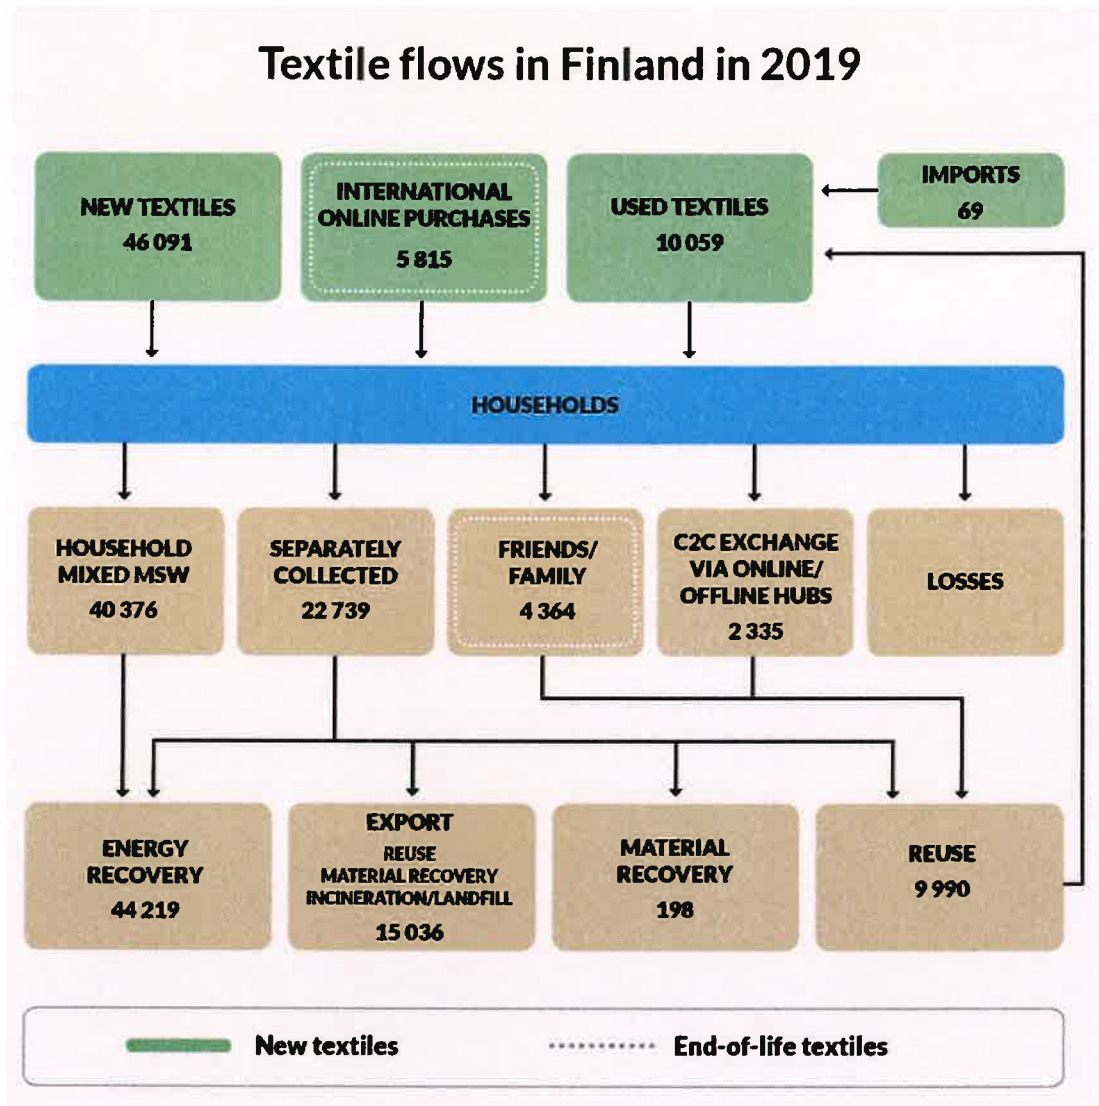 Textile flows in Finland in 2019
NEW TEXTILES
46 091
INTERNATIONAL
ONLINE PURCHASES
5 815
USED TEXTILES
10 059
IMPORTS
69
HOUSEHOLDS
HOUSEHOLD
MIXED MSW
40 376
SEPARATELY
COLLECTED
22 739
FRIENDS/
FAMILY
4 364
C2C EXCHANGE
VIA ONLINE/
OFFLINE HUBS
2 335
LOSSES
ENERGY
RECOVERY
44 219
EXPORT
REUSE
MATERIAL RECOVERY
INCINERATION/LANDFILL
15 036
MATERIAL
RECOVERY
198
REUSE
9 990
New textiles
End-of-life textiles